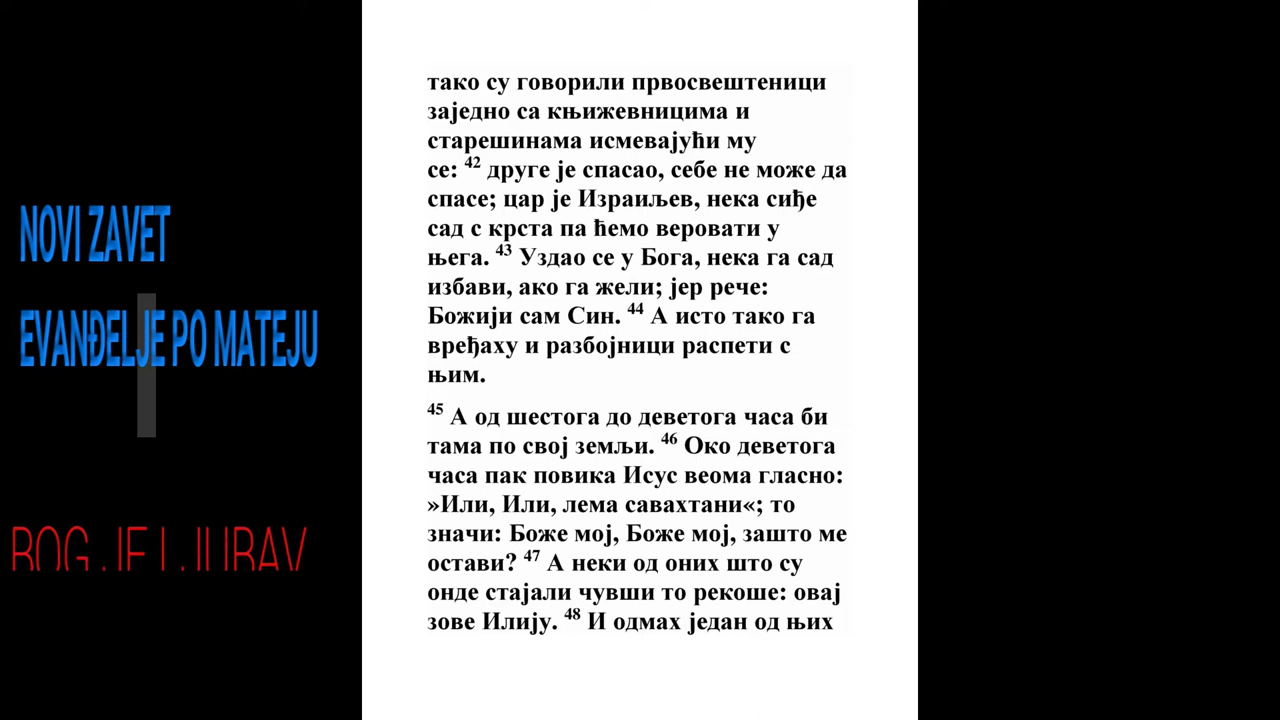 NOVI ZAVET
EVANĐELJE PO MATEJU
BOG JE LJUBAV
тако су говорили првосвештеници
заједно са књижевницима и
старешинама исмевајући му
се: 42 друге је спасао, себе не може да
спасе; цар је Израиљев, нека сиђе
сад с крста па ћемо веровати у
њега. 43 Уздао се у Бога, нека га сад
избави, ако га жели; јер рече:
Божији сам Син. 44 А исто тако га
вређаху и разбојници распети с
њим.
45 А од шестога до деветога часа би
тама по свој земљи. 46 Око деветога
часа пак повика Исус веома гласно:
»Или, Или, лема савахтани«; то
значи: Боже мој, Боже мој, зашто ме
остави? 47 А неки од оних што су
онде стајали чувши то рекоше: овај
зове Илију. 48 И одмах један од њих